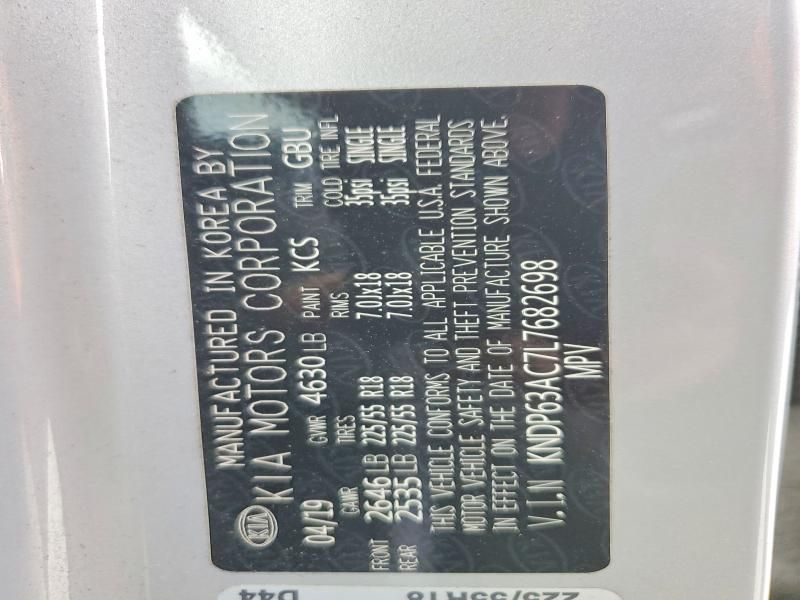 MANUFACTURED IN KOREA BY
KIA KIA MOTORS CORPORATION
04/19 GVWR 4630 LB PAINT KCS TRIM GBU
GAWR TIRES RIMS COLD TIRE INFL
FRONT 2646 LB 225/55 R18 7.0JX18 35psi SINGLE
REAR 2535 LB 225/55 R18 7.0JX18 35psi SINGLE
THIS VEHICLE CONFORMS TO ALL APPLICABLE U.S.A. FEDERAL
MOTOR VEHICLE SAFETY AND THEFT PREVENTION STANDARDS
IN EFFECT ON THE DATE OF MANUFACTURE SHOWN ABOVE.
V.I.N KNDP63AC7L7682698
MPV
D44
225/55R18